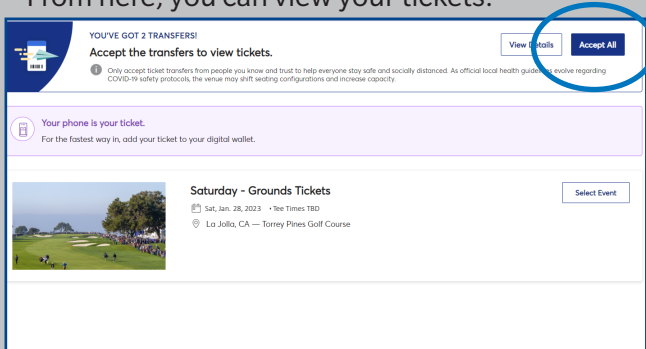 From here, you can view your tickets.
YOU'VE GOT 2 TRANSFERS!
Accept the transfers to view tickets.
View Details
Accept All
Only accept ticket transfers from people you know and trust to help everyone stay safe and socially distanced. As official local health guidelines evolve regarding
COVID-19 safety protocols, the venue may shift seating configurations and increase capacity.
Your phone is your ticket.
For the fastest way in, add your ticket to your digital wallet.
Saturday - Grounds Tickets
Select Event
Sat, Jan. 28, 2023 • Tee Times TBD
La Jolla, CA — Torrey Pines Golf Course